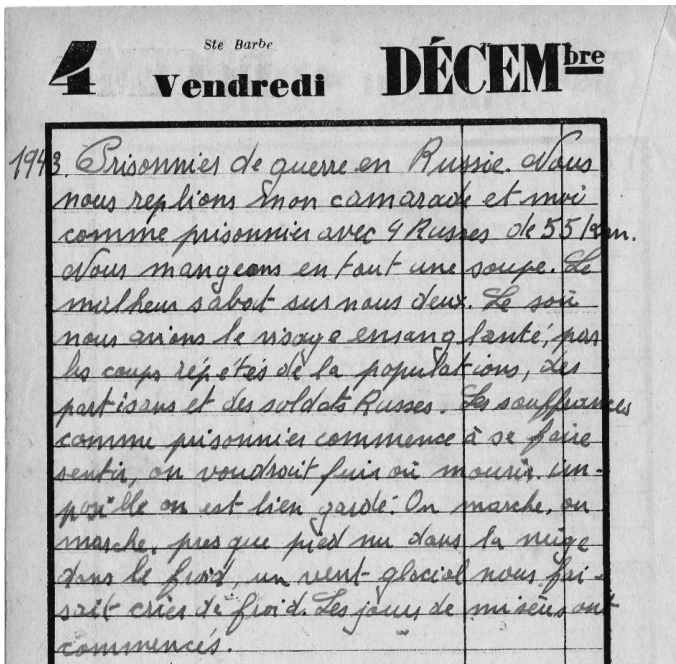 4 Ste Barbe
Vendredi DÉCEMbre
1943. Prisonnier de guerre en Russie. Nous
nous replions mon camarade et moi
comme prisonnier avec 4 Russes de 55 km.
Nous mangeons en tout une soupe. Le
malheur sabat sur nous deux. Le soir
nous avions le visage ensanglanté, par
les coups répétés de la populations, des
partisans et des soldats Russes. Les souffrances
comme prisonnier commence à se faire
sentir, on voudrait fuir où mourir. im-
possible on est bien gardé. On marche, on
marche, pres que pied nu dans la neige
dans le froid, un vent glacial nous fai-
sait crier de froid. Les jours de misère ont
commencés.